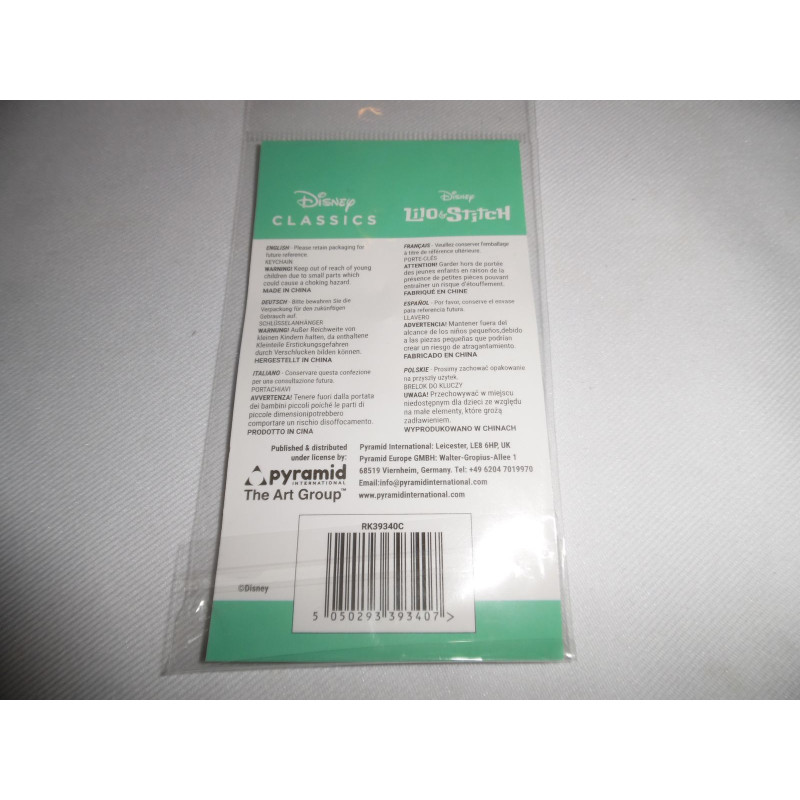 Disney
CLASSICS
Disney
Lilo & Stitch
ENGLISH - Please retain packaging for
future reference.
KEYCHAIN
WARNING! Keep out of reach of young
children due to small parts which
could cause a choking hazard.
MADE IN CHINA
DEUTSCH - Bitte bewahren Sie die
Verpackung für den zukünftigen
Gebrauch auf.
SCHLÜSSELANHÄNGER
WARNUNG! Außer Reichweite von
kleinen Kindern halten, da enthaltene
Kleinteile Erstickungsgefahren
durch Verschlucken bilden können.
HERGESTELLT IN CHINA
ITALIANO - Conservare questa confezione
per una consultazione futura.
PORTACHIAVI
AVVERTENZA! Tenere fuori dalla portata
dei bambini piccoli poiché le parti di
piccole dimensionipotrebbero
comportare un rischio disoffocamento.
PRODOTTO IN CINA
FRANÇAIS - Veuillez conserver l'emballage
à titre de référence ultérieure.
PORTE-CLÉS
ATTENTION! Garder hors de portée
des jeunes enfants en raison de la
présence de petites pièces pouvant
entraîner un risque d'étouffement.
FABRIQUÉ EN CHINE
ESPAÑOL - Por favor, conserve el envase
para referencia futura.
LLAVERO
ADVERTENCIA! Mantener fuera del
alcance de los niños pequeños,debido
a las piezas pequeñas que podrían
crear un riesgo de atragantamiento.
FABRICADO EN CHINA
POLSKIE - Prosimy zachować opakowanie
na przyszły użytek.
BRELOK DO KLUCZY
UWAGA! Przechowywać w miejscu
niedostępnym dla dzieci ze względu
na małe elementy, które grożą
zadławieniem.
WYPRODUKOWANO W CHINACH
Published & distributed
under license by:
pyramid
INTERNATIONAL
The Art Group™
Pyramid International: Leicester, LE8 6HP, UK
Pyramid Europe GMBH: Walter-Gropius-Allee 1
68519 Viernheim, Germany. Tel: +49 6204 7019970
Email:info@pyramidinternational.com
www.pyramidinternational.com
RK39340C
5 050293 393407 >
©Disney